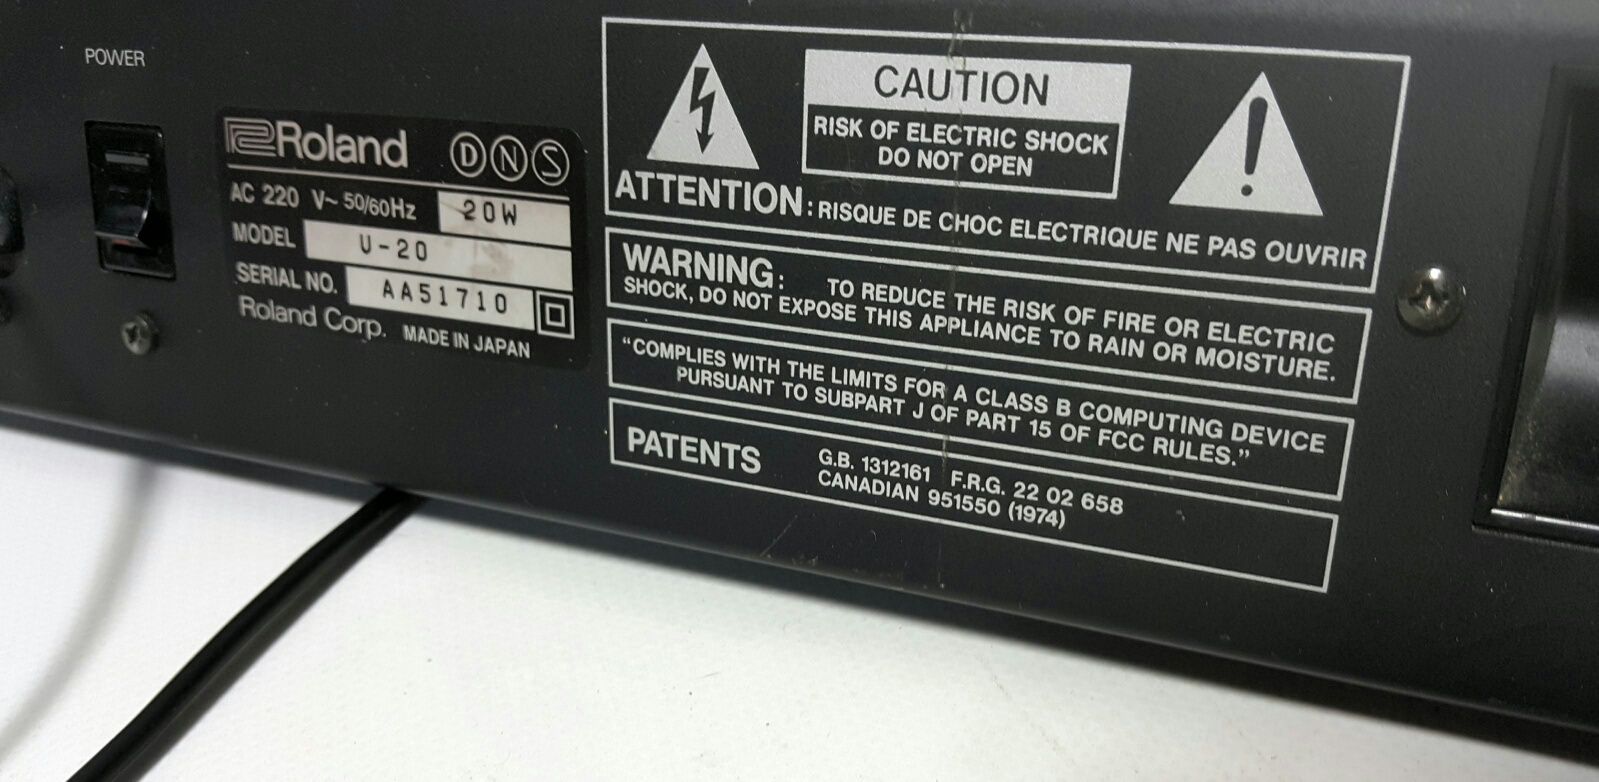 POWER
Roland D N S
AC 220 V~ 50/60Hz 20W
MODEL U-20
SERIAL NO. AA51710
Roland Corp. MADE IN JAPAN
CAUTION
RISK OF ELECTRIC SHOCK
DO NOT OPEN
ATTENTION: RISQUE DE CHOC ELECTRIQUE NE PAS OUVRIR
WARNING: TO REDUCE THE RISK OF FIRE OR ELECTRIC
SHOCK, DO NOT EXPOSE THIS APPLIANCE TO RAIN OR MOISTURE.
"COMPLIES WITH THE LIMITS FOR A CLASS B COMPUTING DEVICE
PURSUANT TO SUBPART J OF PART 15 OF FCC RULES."
PATENTS G.B. 1312161 F.R.G. 22 02 658
CANADIAN 951550 (1974)